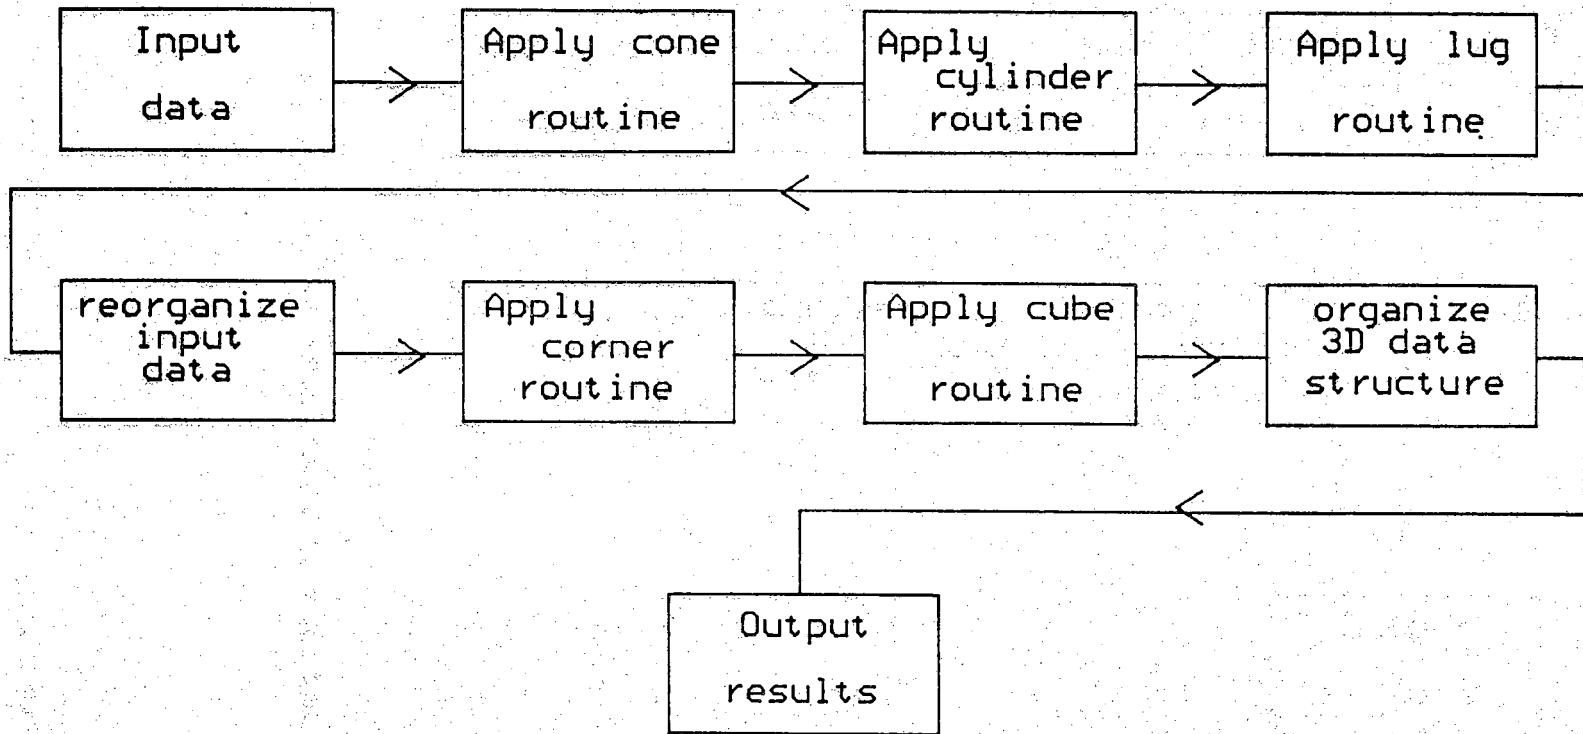 Input
data
Apply cone
routine
Apply
cylinder
routine
Apply lug
routine
reorganize
input
data
Apply
corner
routine
Apply cube
routine
organize
3D data
structure
Output
results